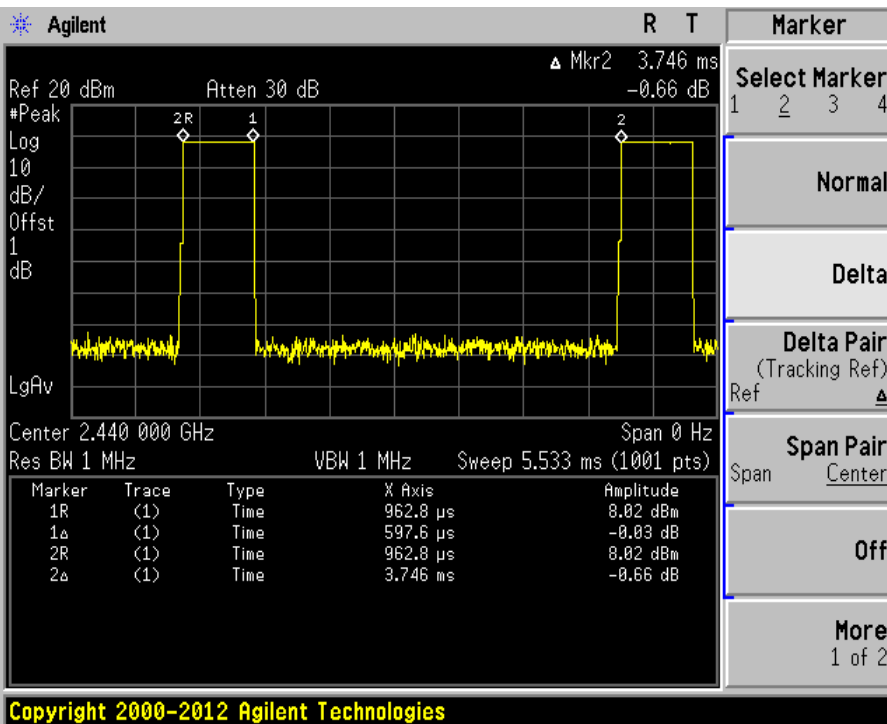 Agilent
R T
Marker
Δ Mkr2 3.746 ms
Ref 20 dBm Atten 30 dB -0.66 dB
#Peak
Log
10
dB/
Offst
1
dB
LgAv
2R
1
2
Center 2.440 000 GHz Span 0 Hz
Res BW 1 MHz VBW 1 MHz Sweep 5.533 ms (1001 pts)
Marker Trace Type X Axis Amplitude
1R (1) Time 962.8 µs 8.02 dBm
1Δ (1) Time 597.6 µs -0.03 dB
2R (1) Time 962.8 µs 8.02 dBm
2Δ (1) Time 3.746 ms -0.66 dB
Select Marker
1 2 3 4
Normal
Delta
Delta Pair
(Tracking Ref)
Ref Δ
Span Pair
Span Center
Off
More
1 of 2
Copyright 2000-2012 Agilent Technologies